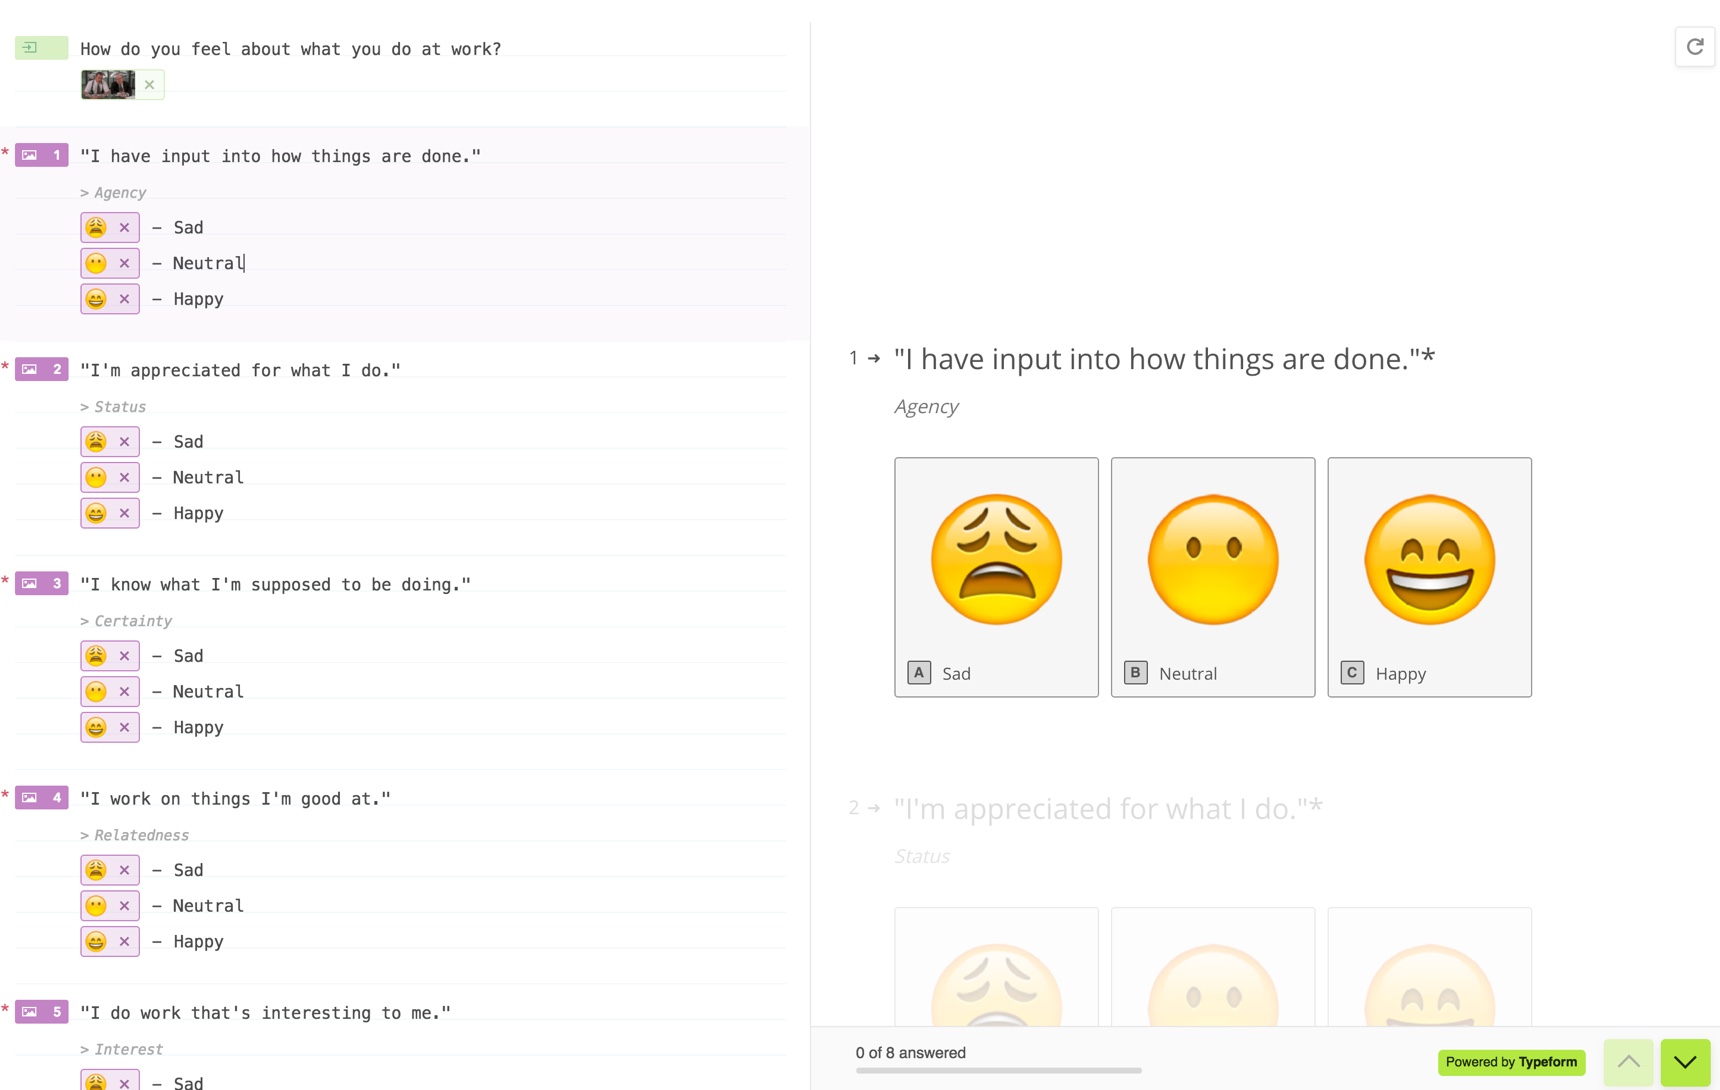 How do you feel about what you do at work?
* 1 "I have input into how things are done."
> Agency
– Sad
– Neutral
– Happy
* 2 "I'm appreciated for what I do."
> Status
– Sad
– Neutral
– Happy
* 3 "I know what I'm supposed to be doing."
> Certainty
– Sad
– Neutral
– Happy
* 4 "I work on things I'm good at."
> Relatedness
– Sad
– Neutral
– Happy
* 5 "I do work that's interesting to me."
> Interest
– Sad
1 → "I have input into how things are done."*
Agency
A Sad B Neutral C Happy
2 → "I'm appreciated for what I do."*
Status
0 of 8 answered
Powered by Typeform